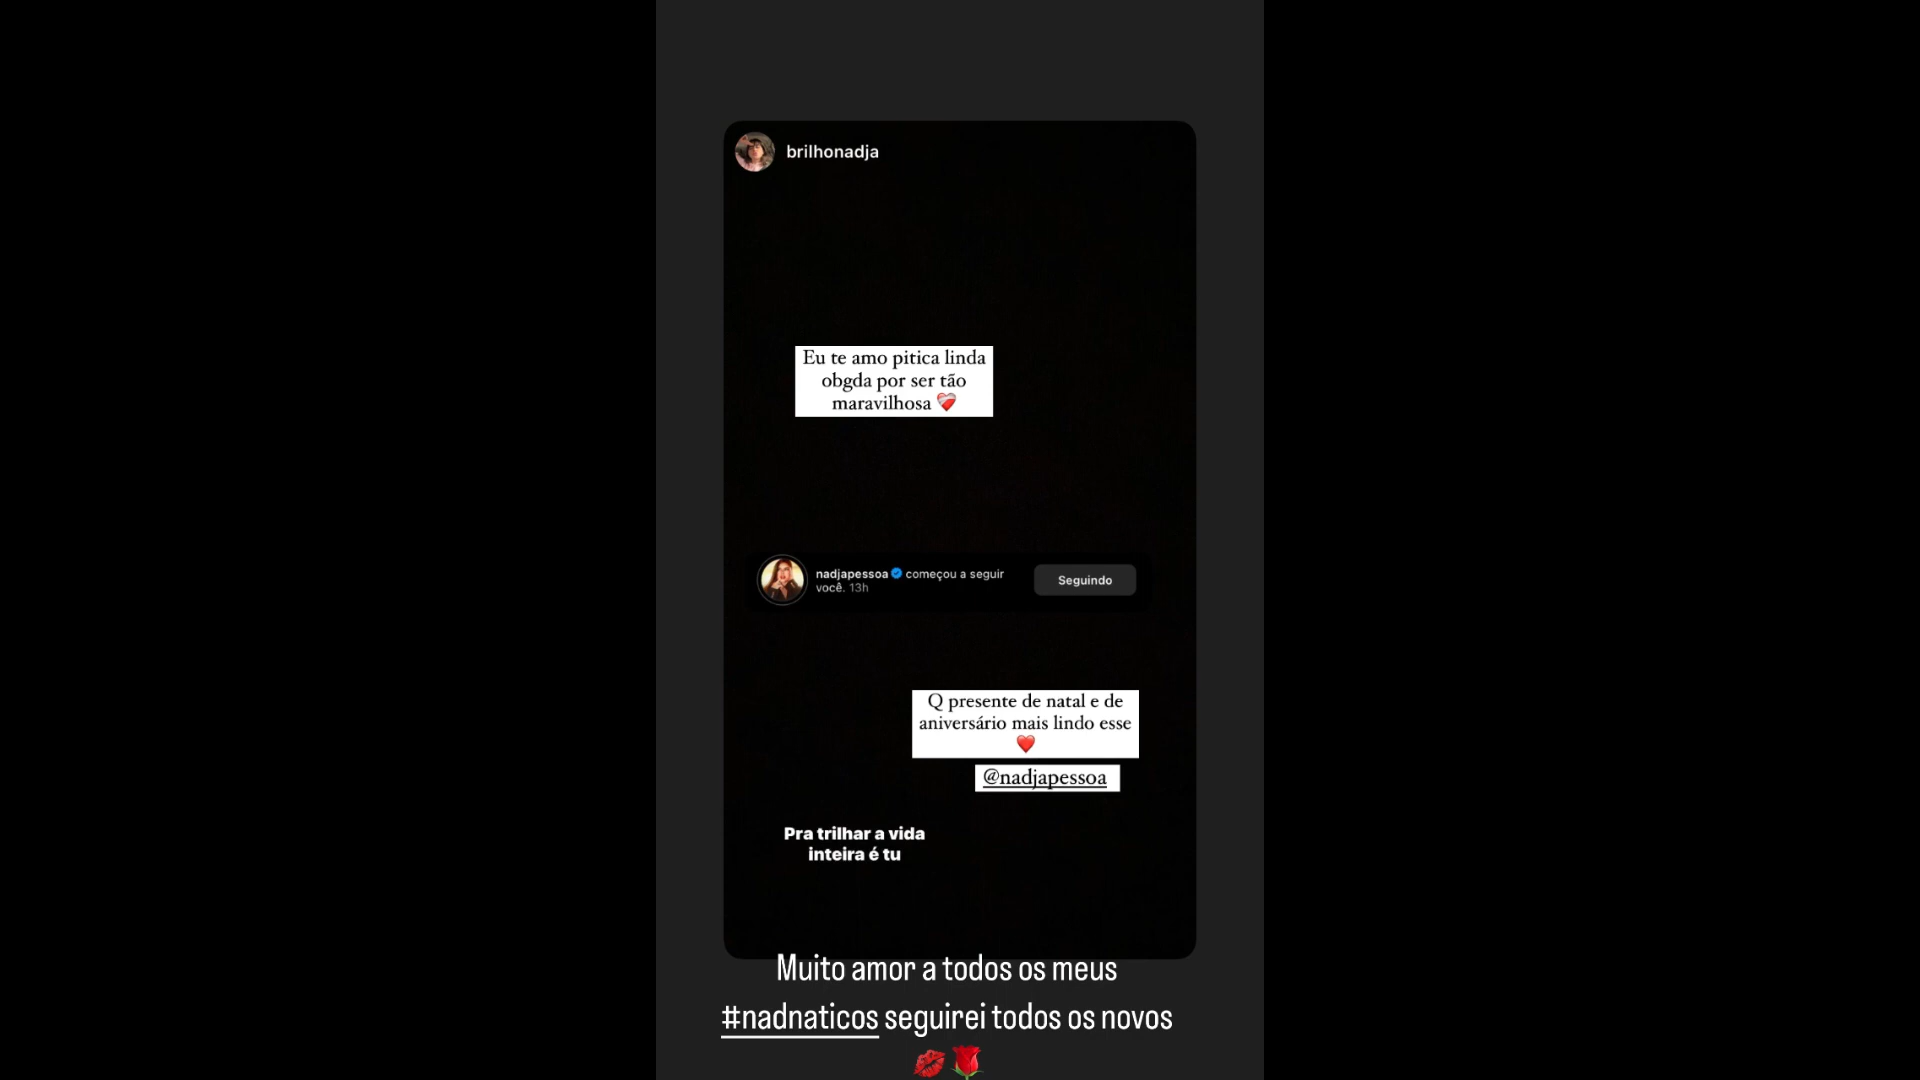 brilhonadja
Eu te amo pitica linda
obgda por ser tão
maravilhosa ❤️‍🩹
nadjapessoa começou a seguir
você. 13h
Seguindo
Q presente de natal e de
aniversário mais lindo esse
❤️
@nadjapessoa
Pra trilhar a vida
inteira é tu
Muito amor a todos os meus
#nadnaticos seguirei todos os novos
💋🌹